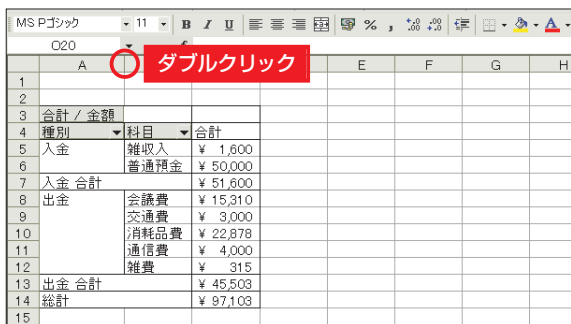 MS Pゴシック 11 B I U % ,
O20
ダブルクリック
A E F G H
1
2
3 合計 / 金額
4 種別 科目 合計
5 入金 雑収入 ¥ 1,600
6 普通預金 ¥ 50,000
7 入金 合計 ¥ 51,600
8 出金 会議費 ¥ 15,310
9 交通費 ¥ 3,000
10 消耗品費 ¥ 22,878
11 通信費 ¥ 4,000
12 雑費 ¥ 315
13 出金 合計 ¥ 45,503
14 総計 ¥ 97,103
15